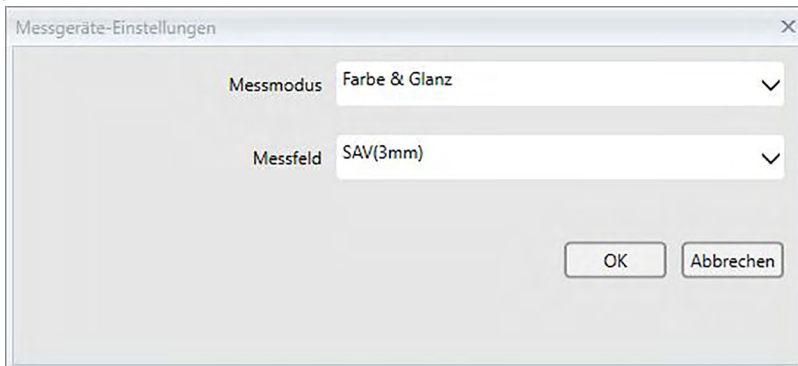 Messgeräte-Einstellungen
Messmodus Farbe & Glanz
Messfeld SAV(3mm)
OK Abbrechen